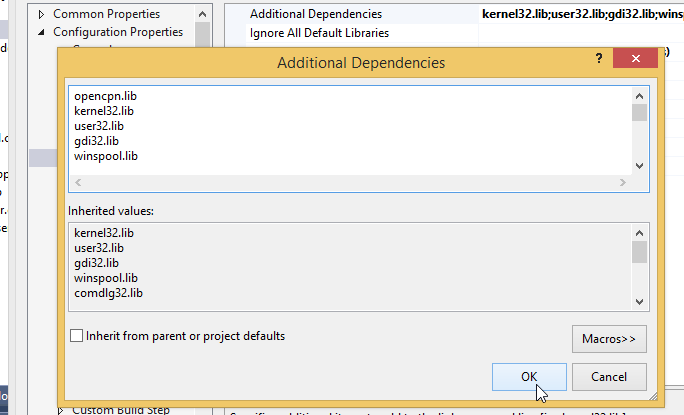 Common Properties
Configuration Properties
Additional Dependencies
kernel32.lib;user32.lib;gdi32.lib;wins
Ignore All Default Libraries
Additional Dependencies
?
opencpn.lib
kernel32.lib
user32.lib
gdi32.lib
winspool.lib
Inherited values:
kernel32.lib
user32.lib
gdi32.lib
winspool.lib
comdlg32.lib
Inherit from parent or project defaults
Macros>>
OK
Cancel
Custom Build Step